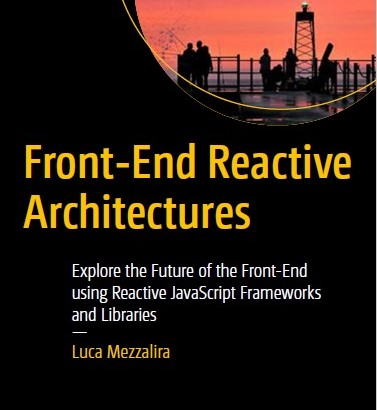 Front-End Reactive
Architectures
Explore the Future of the Front-End
using Reactive JavaScript Frameworks
and Libraries
—
Luca Mezzalira